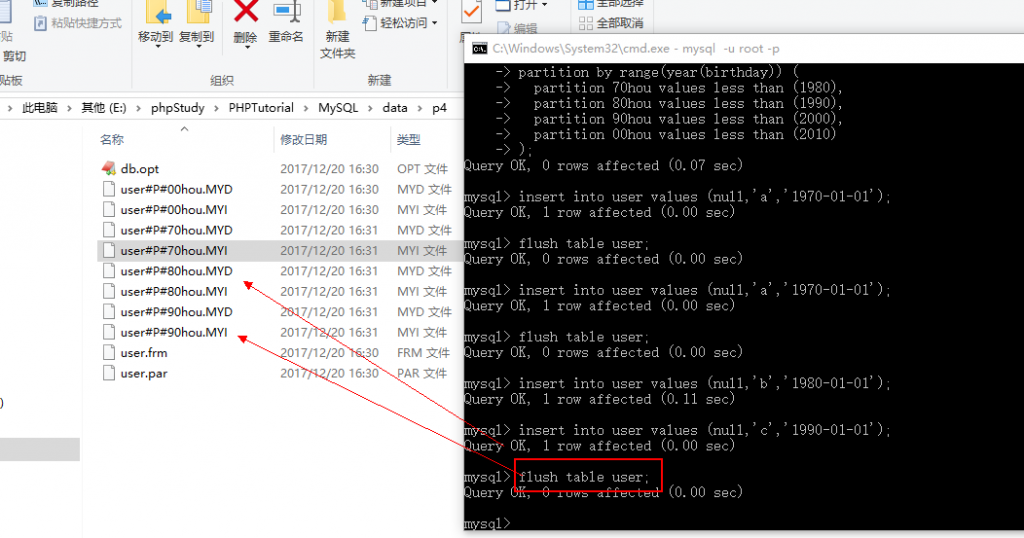 复制路径
粘贴快捷方式
剪切
贴板
移动到 复制到 删除 重命名
组织
新建
文件夹
新建项目
轻松访问
新建
打开
编辑
全部选择
全部取消
此电脑 > 其他 (E:) > phpStudy > PHPTutorial > MySQL > data > p4
名称 修改日期 类型
db.opt 2017/12/20 16:30 OPT 文件
user#P#00hou.MYD 2017/12/20 16:30 MYD 文件
user#P#00hou.MYI 2017/12/20 16:30 MYI 文件
user#P#70hou.MYD 2017/12/20 16:31 MYD 文件
user#P#70hou.MYI 2017/12/20 16:31 MYI 文件
user#P#80hou.MYD 2017/12/20 16:31 MYD 文件
user#P#80hou.MYI 2017/12/20 16:31 MYI 文件
user#P#90hou.MYD 2017/12/20 16:31 MYD 文件
user#P#90hou.MYI 2017/12/20 16:31 MYI 文件
user.frm 2017/12/20 16:30 FRM 文件
user.par 2017/12/20 16:30 PAR 文件
)
C:\Windows\System32\cmd.exe - mysql -u root -p
-> partition by range(year(birthday)) (
-> partition 70hou values less than (1980),
-> partition 80hou values less than (1990),
-> partition 90hou values less than (2000),
-> partition 00hou values less than (2010)
-> );
Query OK, 0 rows affected (0.07 sec)
mysql> insert into user values (null,'a','1970-01-01');
Query OK, 1 row affected (0.00 sec)
mysql> flush table user;
Query OK, 0 rows affected (0.00 sec)
mysql> insert into user values (null,'a','1970-01-01');
Query OK, 1 row affected (0.00 sec)
mysql> flush table user;
Query OK, 0 rows affected (0.00 sec)
mysql> insert into user values (null,'b','1980-01-01');
Query OK, 1 row affected (0.11 sec)
mysql> insert into user values (null,'c','1990-01-01');
Query OK, 1 row affected (0.00 sec)
mysql> flush table user;
Query OK, 0 rows affected (0.00 sec)
mysql>